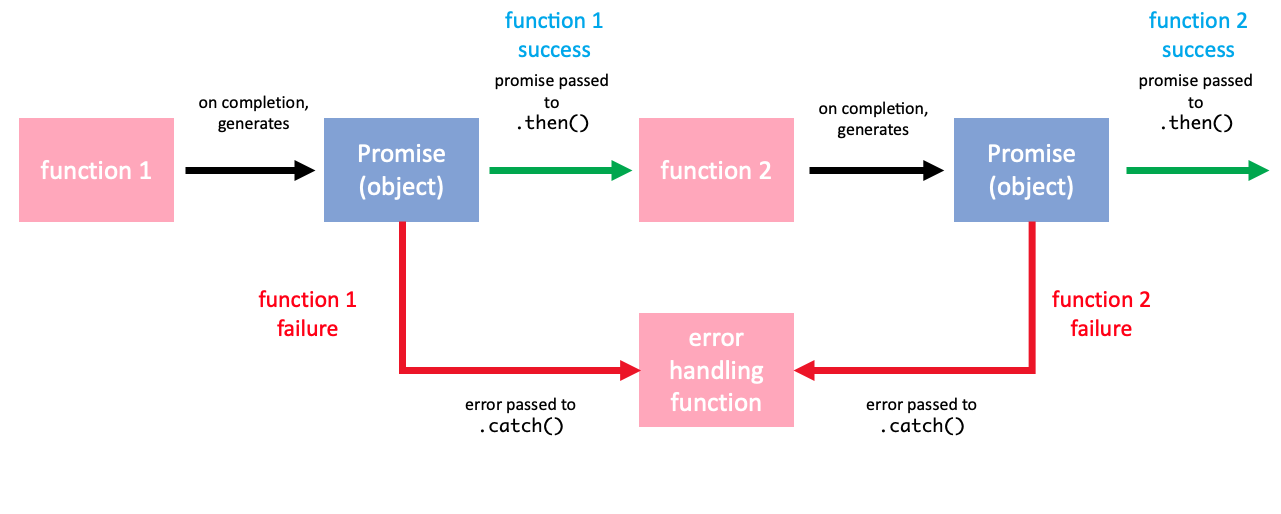 function 1
success
promise passed
to
.then()
function 2
success
promise passed
to
.then()
on completion,
generates
on completion,
generates
function 1
Promise
(object)
function 2
Promise
(object)
function 1
failure
function 2
failure
error
handling
function
error passed to
.catch()
error passed to
.catch()